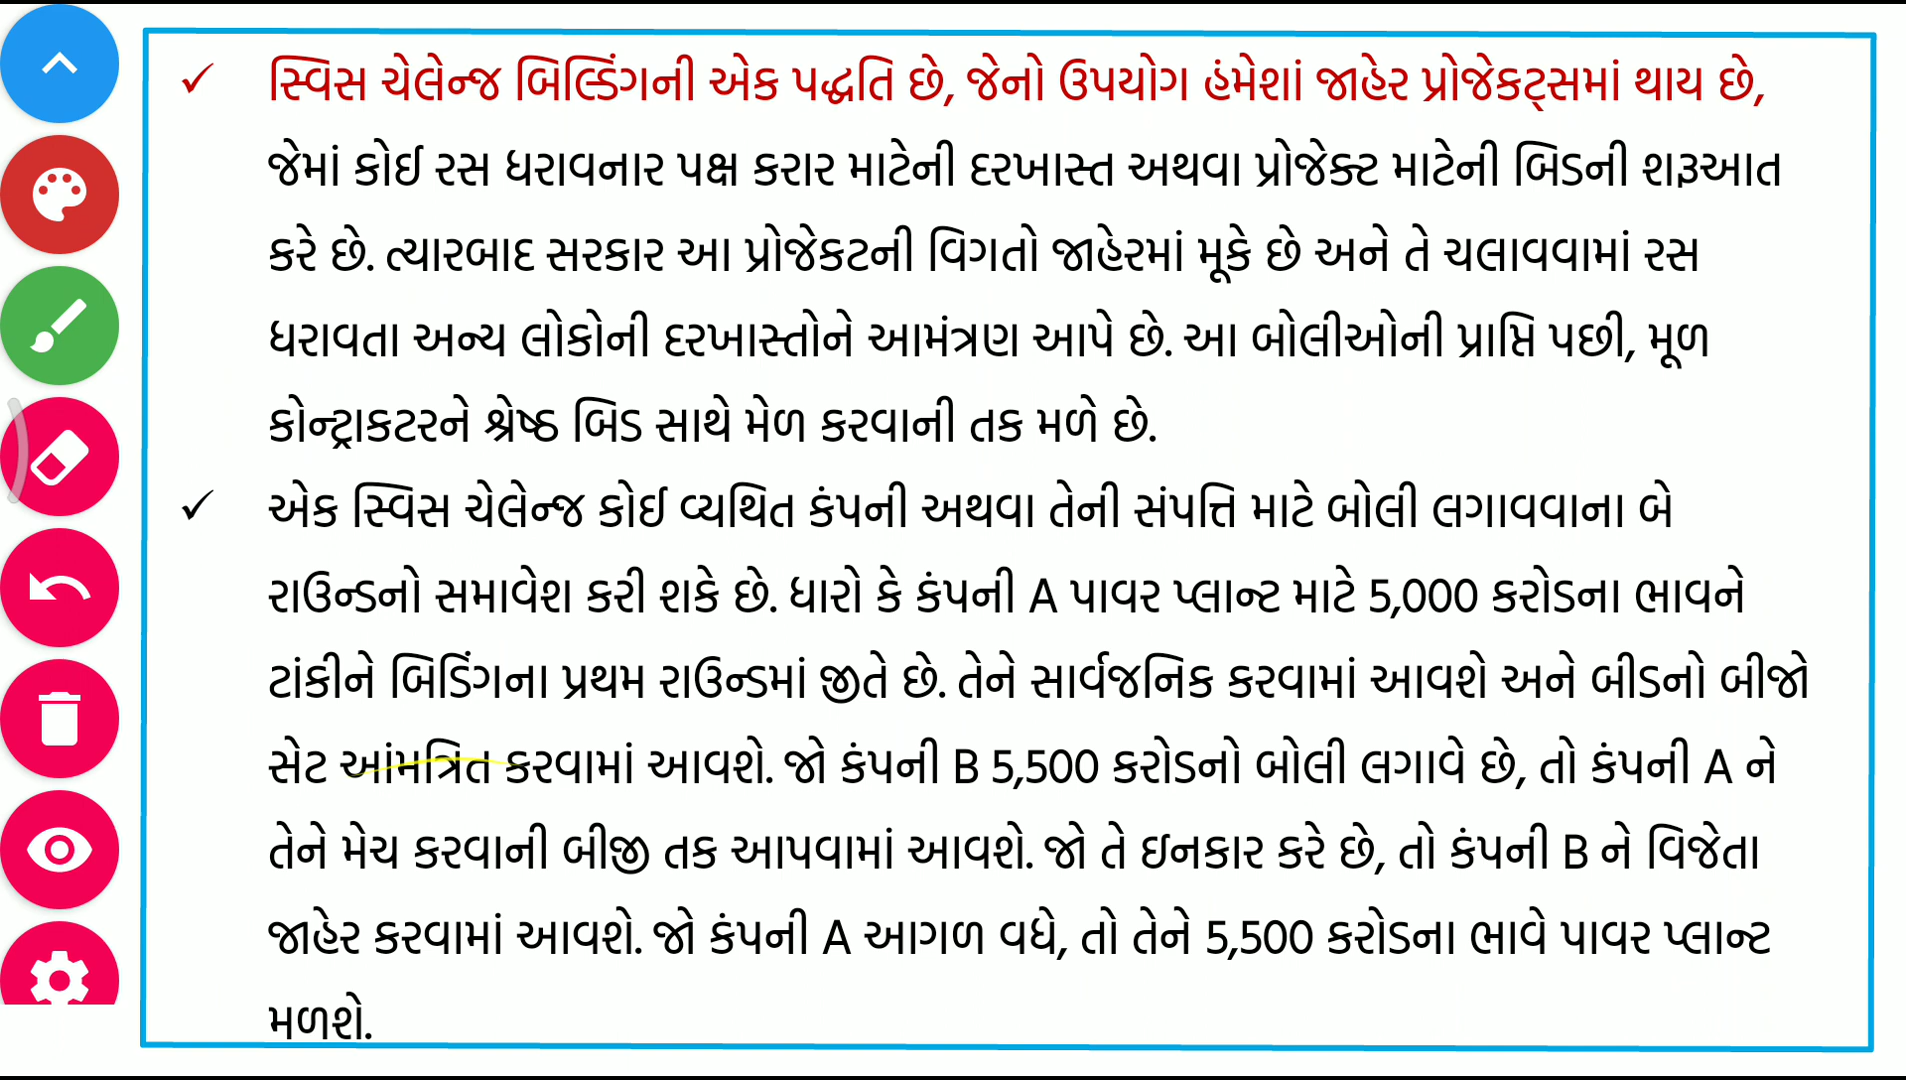 ✓ સ્વિસ ચેલેન્જ બિલ્ડિંગની એક પદ્ધતિ છે, જેનો ઉપયોગ હંમેશાં જાહેર પ્રોજેકટ્સમાં થાય છે,
જેમાં કોઈ રસ ધરાવનાર પક્ષ કરાર માટેની દરખાસ્ત અથવા પ્રોજેક્ટ માટેની બિડની શરૂઆત
કરે છે. ત્યારબાદ સરકાર આ પ્રોજેકટની વિગતો જાહેરમાં મૂકે છે અને તે ચલાવવામાં રસ
ધરાવતા અન્ય લોકોની દરખાસ્તોને આમંત્રણ આપે છે. આ બોલીઓની પ્રાપ્તિ પછી, મૂળ
કોન્ટ્રાકટરને શ્રેષ્ઠ બિડ સાથે મેળ કરવાની તક મળે છે.
✓ એક સ્વિસ ચેલેન્જ કોઈ વ્યથિત કંપની અથવા તેની સંપત્તિ માટે બોલી લગાવવાના બે
રાઉન્ડનો સમાવેશ કરી શકે છે. ધારો કે કંપની A પાવર પ્લાન્ટ માટે 5,000 કરોડના ભાવને
ટાંકીને બિડિંગના પ્રથમ રાઉન્ડમાં જીતે છે. તેને સાર્વજનિક કરવામાં આવશે અને બીડનો બીજો
સેટ આંમત્રિત કરવામાં આવશે. જો કંપની B 5,500 કરોડનો બોલી લગાવે છે, તો કંપની A ને
તેને મેચ કરવાની બીજી તક આપવામાં આવશે. જો તે ઇનકાર કરે છે, તો કંપની B ને વિજેતા
જાહેર કરવામાં આવશે. જો કંપની A આગળ વધે, તો તેને 5,500 કરોડના ભાવે પાવર પ્લાન્ટ
મળશે.